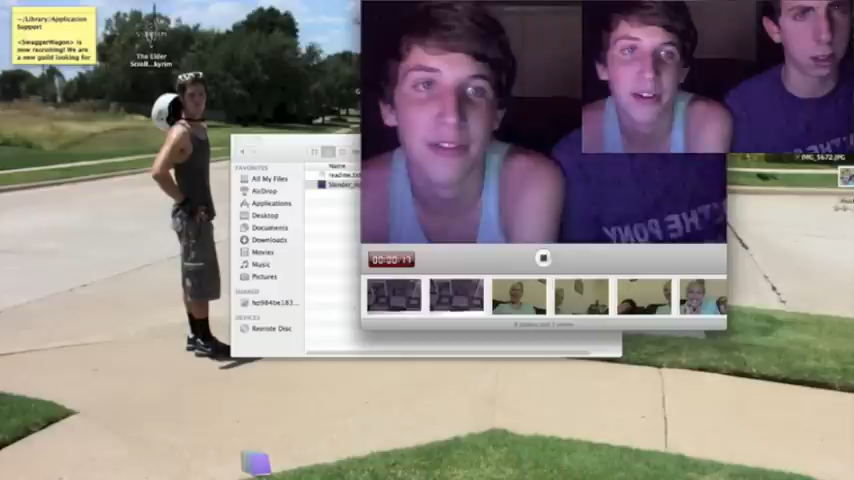 ~/Library/Application
Support
<SwaggerWagon> is
now recruiting! We are
a new guild looking for
The Elder
Scroll...kyrim
Name
readme.txt
FAVORITES
All My Files
AirDrop
Applications
Desktop
Documents
Downloads
Movies
Music
Pictures
SHARED
DEVICES
Remote Disc
THE PONY
00:00:17
IMG_5672.JPG